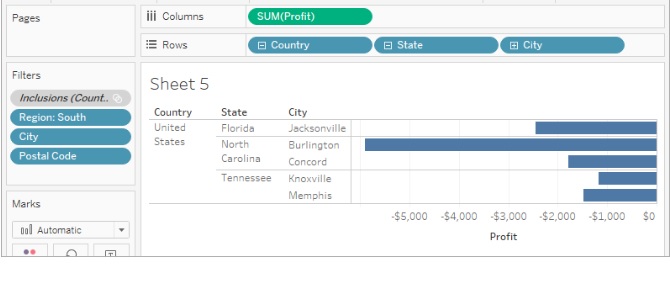 Pages
Columns
SUM(Profit)
Rows
Country
State
City
Filters
Inclusions (Count..
Region: South
City
Postal Code
Marks
Automatic
Sheet 5
Country State City
United States
Florida Jacksonville
North Carolina
Burlington
Concord
Tennessee Knoxville
Memphis
-$5,000 -$4,000 -$3,000 -$2,000 -$1,000 $0
Profit